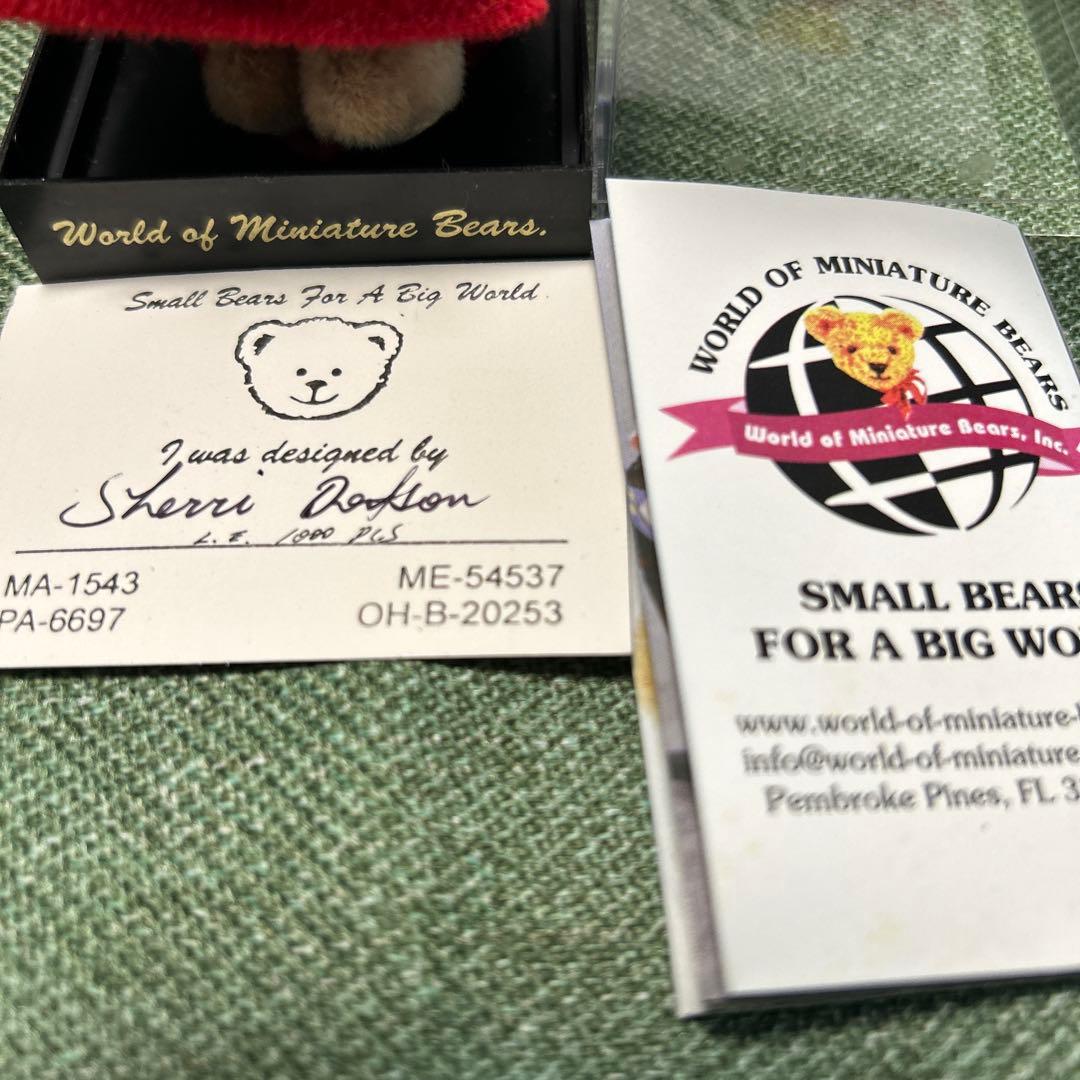 World of Miniature Bears.
Small Bears For A Big World.
I was designed by
Sherri Dodson
L.E. 1000 PCS
MA-1543
ME-54537
PA-6697
OH-B-20253
WORLD OF MINIATURE BEARS
World of Miniature Bears, Inc.
SMALL BEARS
FOR A BIG WO
www.world-of-miniature-
info@world-of-miniature
Pembroke Pines, FL 3